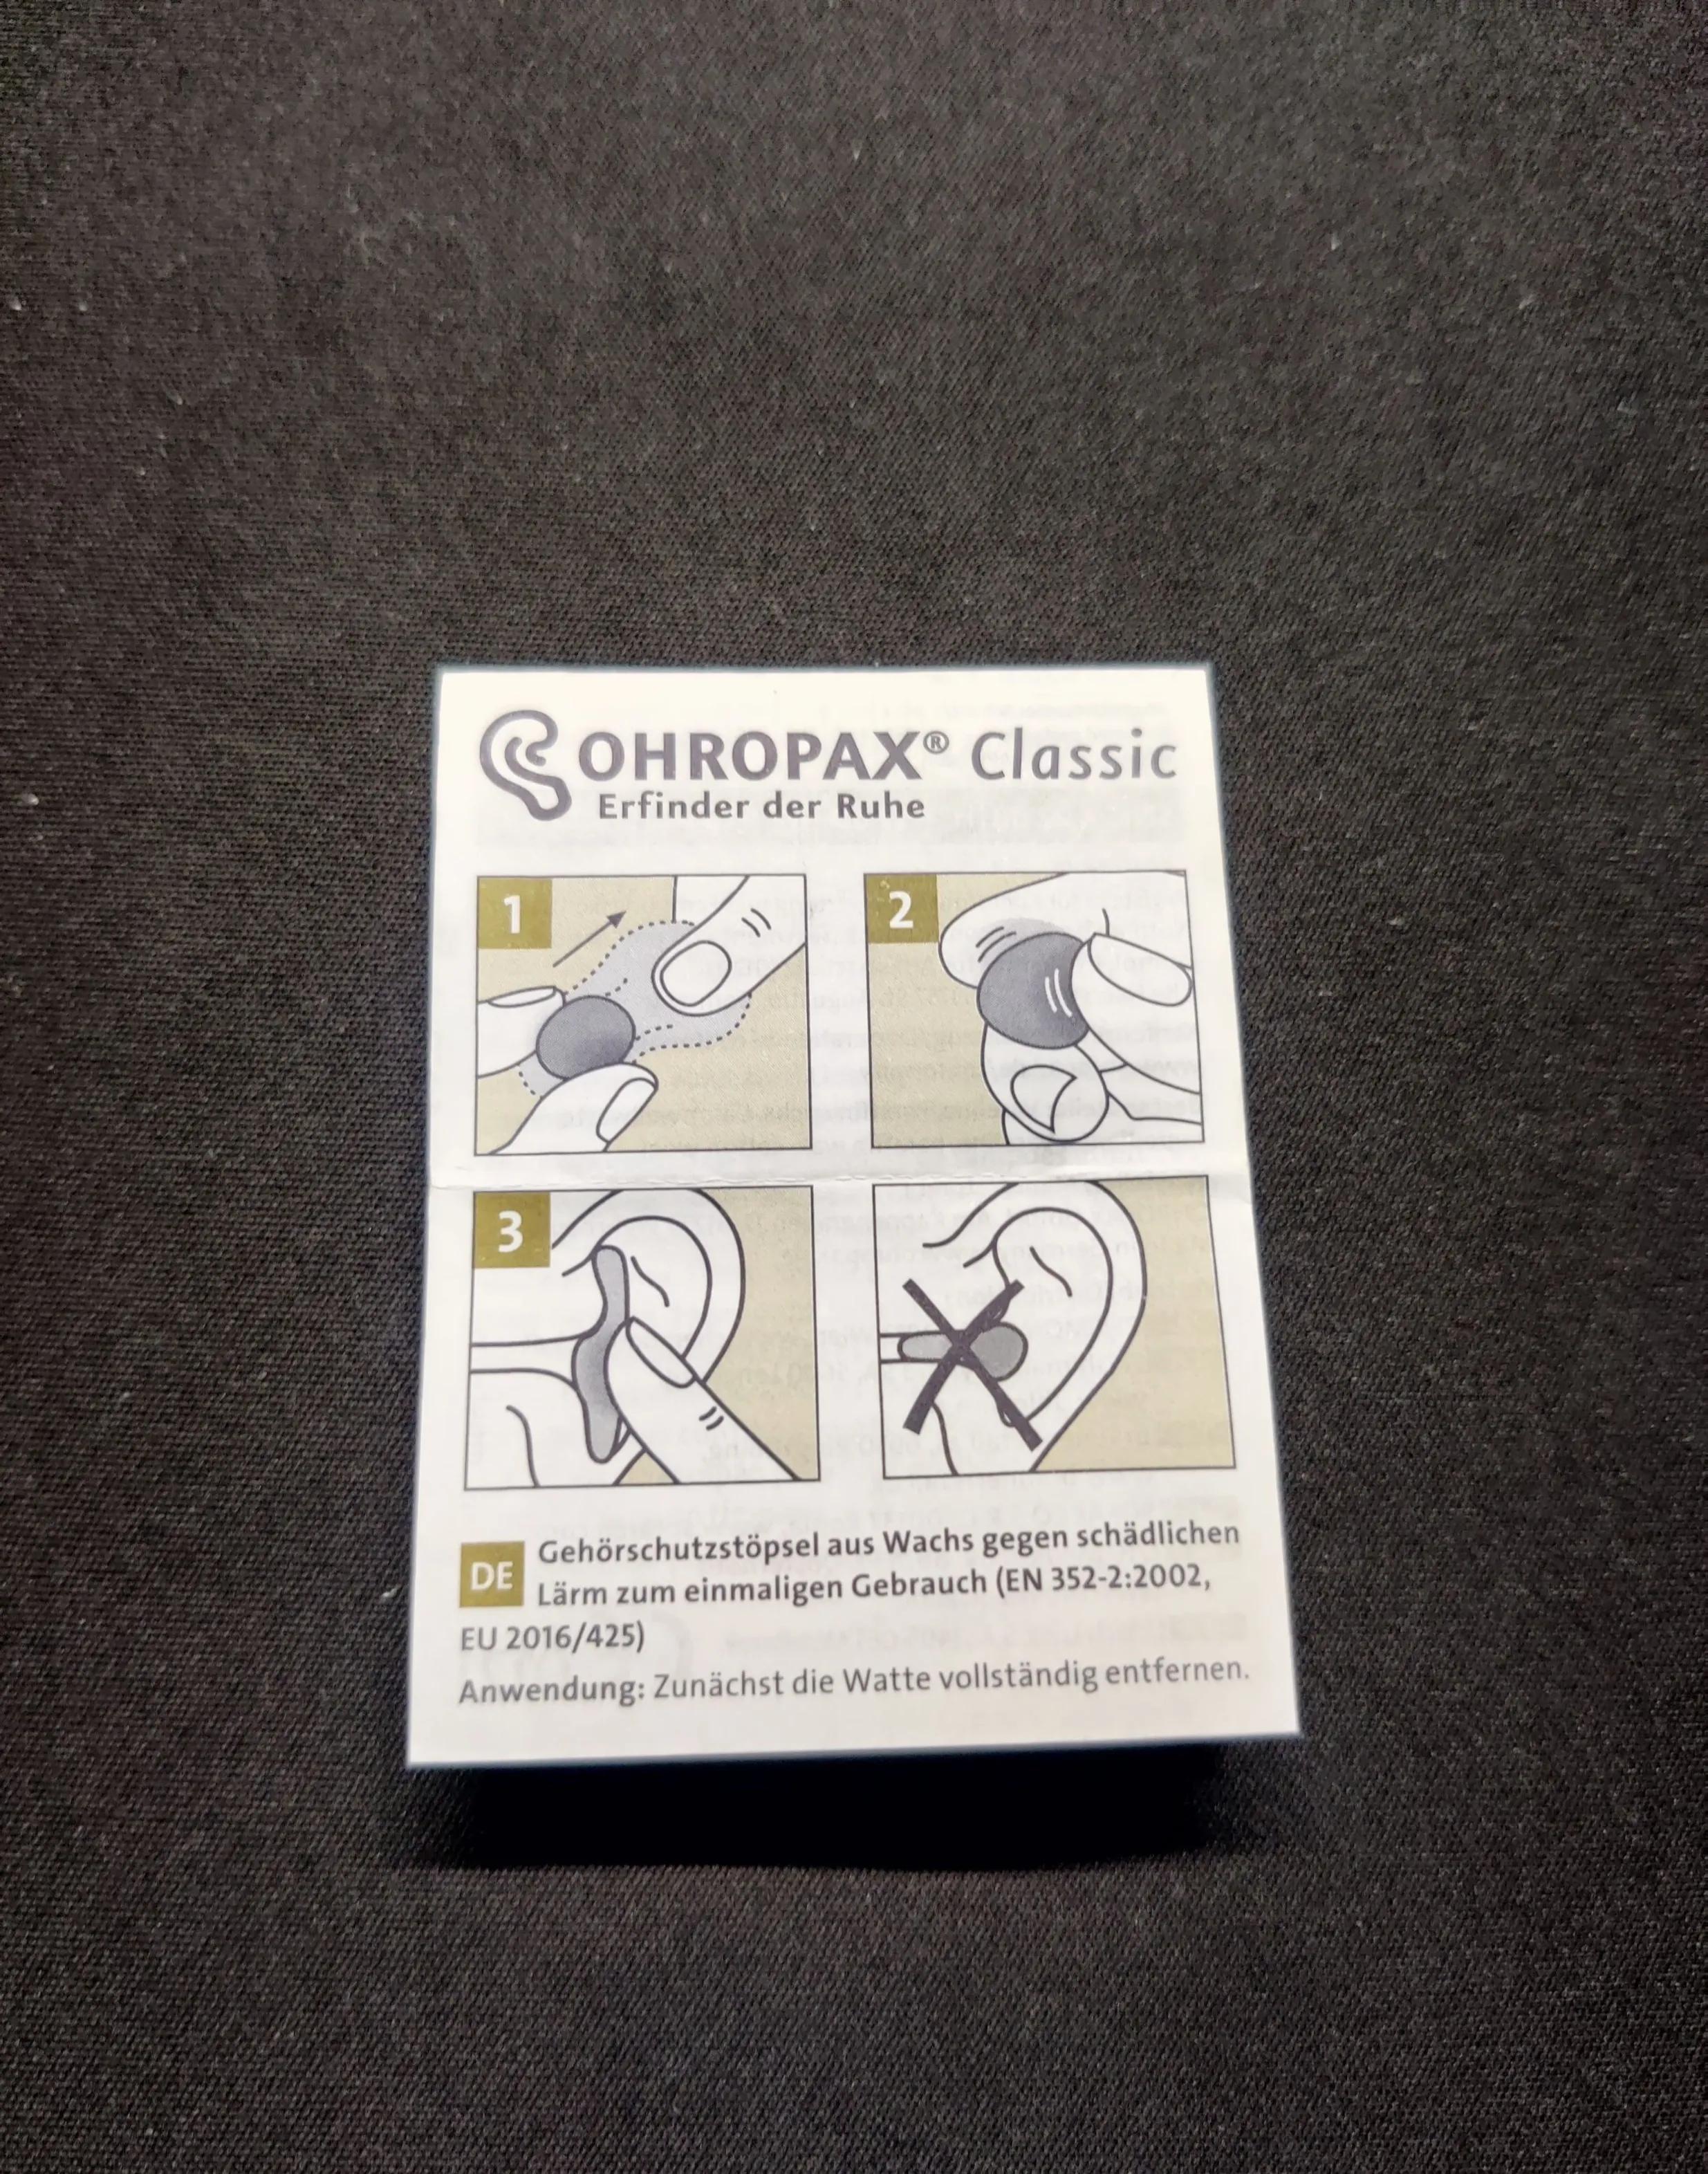 OHROPAX® Classic
Erfinder der Ruhe
1
2
3
DE Gehörschutzstöpsel aus Wachs gegen schädlichen
Lärm zum einmaligen Gebrauch (EN 352-2:2002,
EU 2016/425)
Anwendung: Zunächst die Watte vollständig entfernen.